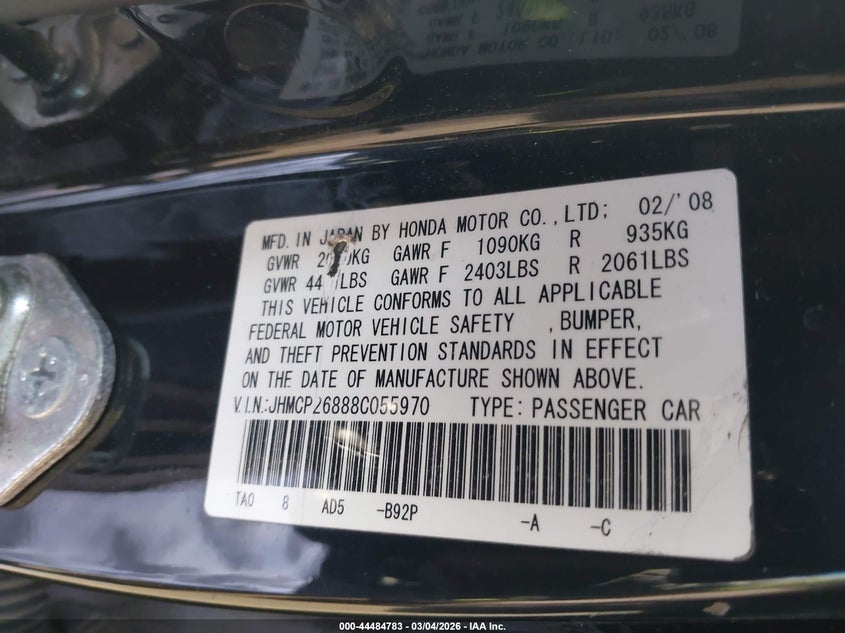 MFD. IN JAPAN BY HONDA MOTOR CO.,LTD; 02/'08
GVWR GAWR F 1090KG R 935KG
GVWR GAWR F 2403LBS R 2061LBS
THIS VEHICLE CONFORMS TO ALL APPLICABLE
FEDERAL MOTOR VEHICLE SAFETY , BUMPER,
AND THEFT PREVENTION STANDARDS IN EFFECT
ON THE DATE OF MANUFACTURE SHOWN ABOVE.
V.I.N.:JHMCP26888C055970 TYPE: PASSENGER CAR
TA0 8 AD5 -B92P -A -C
000-44484783 - 03/04/2026 - IAA Inc.